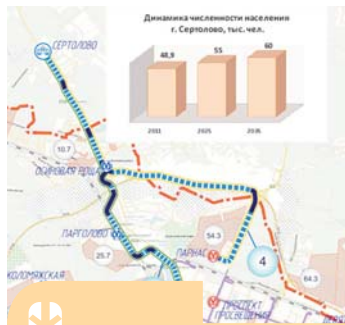 Динамика численности населения
г. Сертолово, тыс. чел.
48,9
55
60
2011
2025
2035
СЕРТОЛОВО
10.7
ОСИНОВАЯ РОЩА
ПАРГОЛОВО
54.3
ПАРНАС
25.7
4
64.3
КОЛОМЯЖСКАЯ
ПРОСПЕКТ
ПРОСВЕЩЕНИЯ